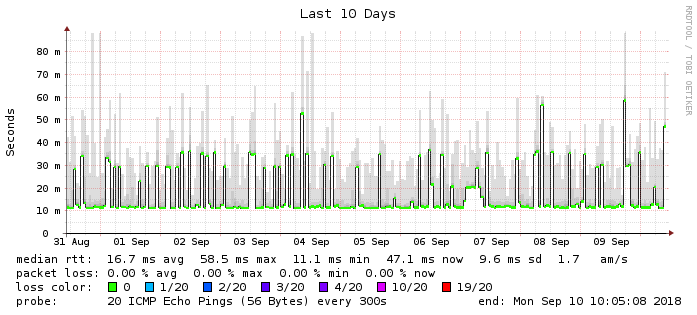 Last 10 Days
RRDTOOL / TOBI OETIKER
Seconds
80 m
70 m
60 m
50 m
40 m
30 m
20 m
10 m
0
31 Aug 01 Sep 02 Sep 03 Sep 04 Sep 05 Sep 06 Sep 07 Sep 08 Sep 09 Sep
median rtt: 16.7 ms avg 58.5 ms max 11.1 ms min 47.1 ms now 9.6 ms sd 1.7 am/s
packet loss: 0.00 % avg 0.00 % max 0.00 % min 0.00 % now
loss color: 0 1/20 2/20 3/20 4/20 10/20 19/20
probe: 20 ICMP Echo Pings (56 Bytes) every 300s end: Mon Sep 10 10:05:08 2018